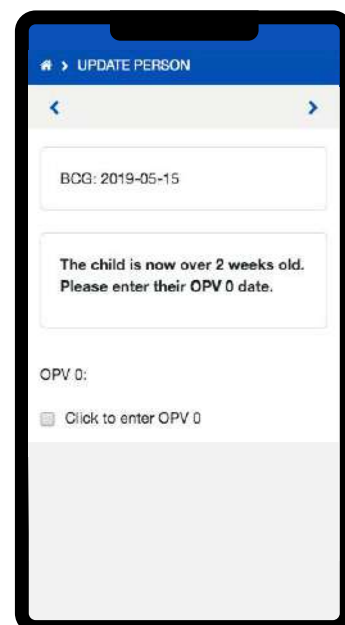 > UPDATE PERSON
BCG: 2019-05-15
The child is now over 2 weeks old.
Please enter their OPV 0 date.
OPV 0:
Click to enter OPV 0